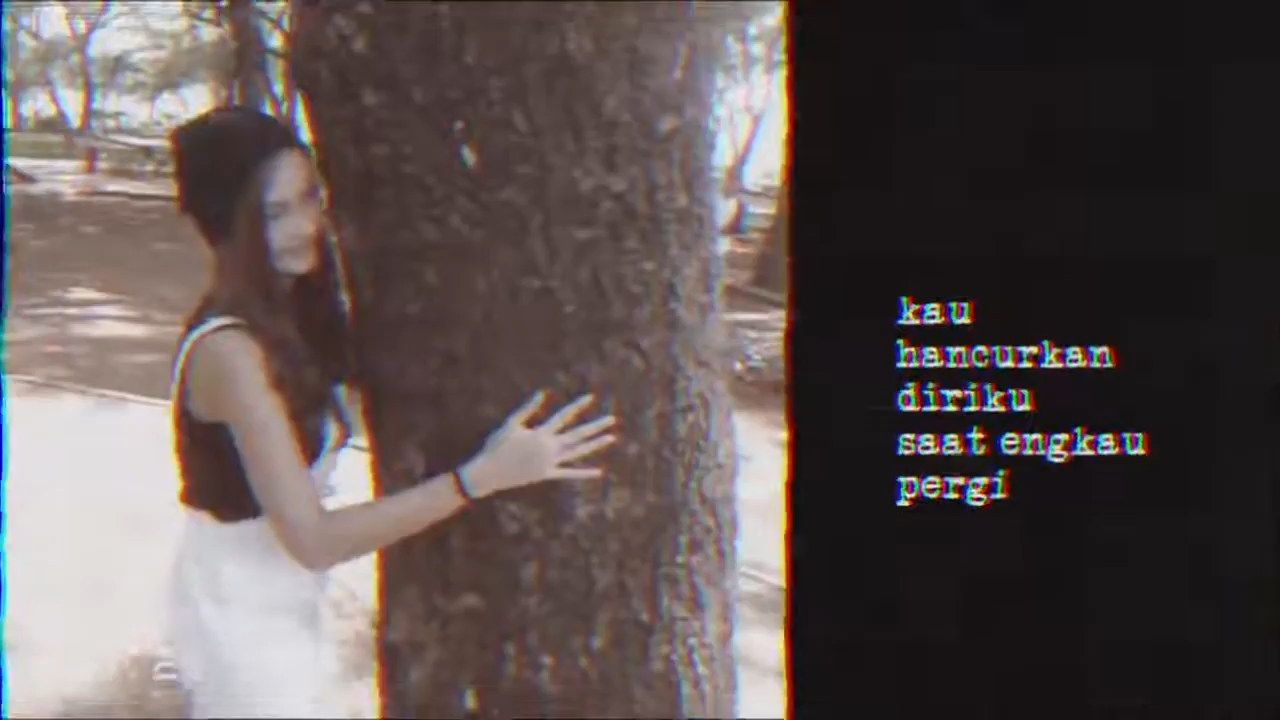 kau
hancurkan
diriku
saat engkau
pergi